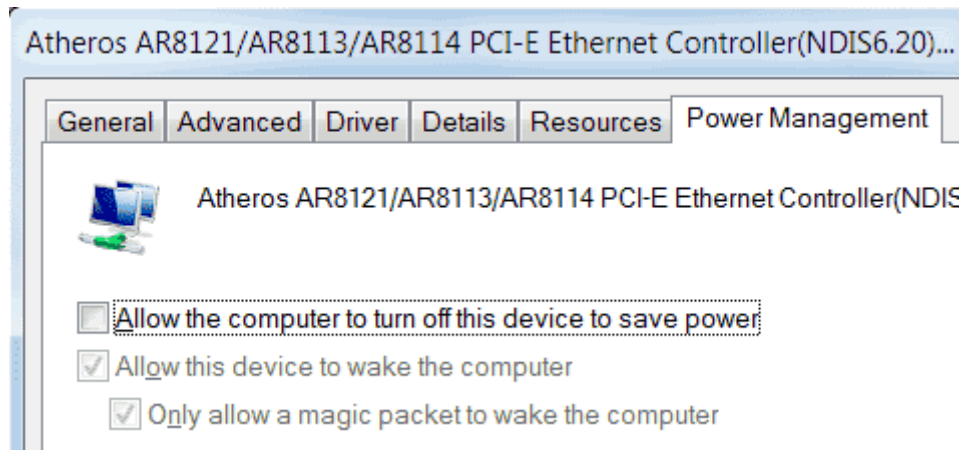 Atheros AR8121/AR8113/AR8114 PCI-E Ethernet Controller(NDIS6.20)...
General Advanced Driver Details Resources Power Management
Atheros AR8121/AR8113/AR8114 PCI-E Ethernet Controller(NDIS
Allow the computer to turn off this device to save power
Allow this device to wake the computer
Only allow a magic packet to wake the computer